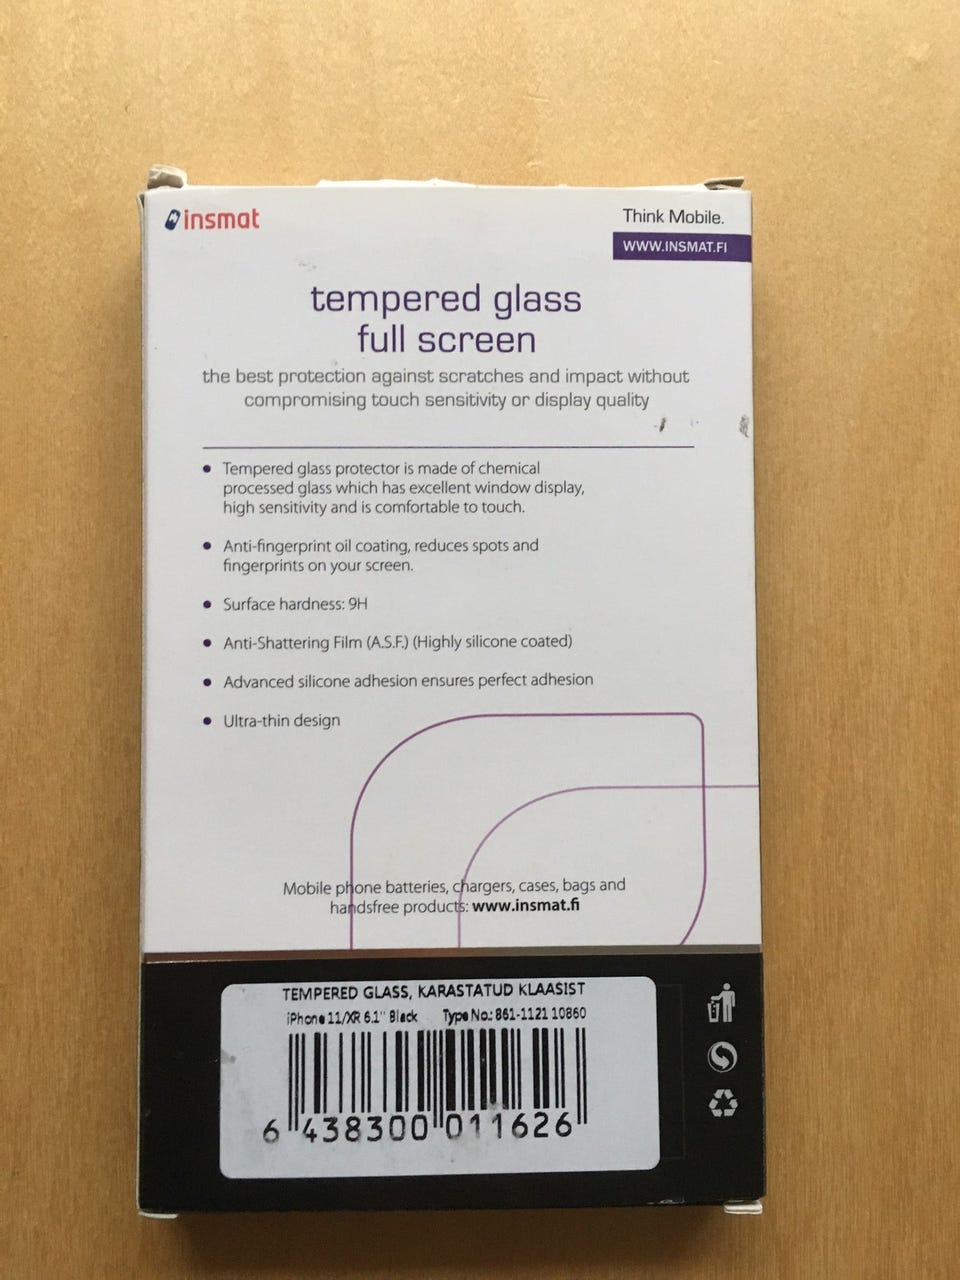 insmat
Think Mobile.
WWW.INSMAT.FI
tempered glass
full screen
the best protection against scratches and impact without
compromising touch sensitivity or display quality
• Tempered glass protector is made of chemical
processed glass which has excellent window display,
high sensitivity and is comfortable to touch.
• Anti-fingerprint oil coating, reduces spots and
fingerprints on your screen.
• Surface hardness: 9H
• Anti-Shattering Film (A.S.F.) (Highly silicone coated)
• Advanced silicone adhesion ensures perfect adhesion
• Ultra-thin design
Mobile phone batteries, chargers, cases, bags and
handsfree products: www.insmat.fi
TEMPERED GLASS, KARASTATUD KLAASIST
iPhone 11/XR 6.1'' Black Type No.: 861-1121 10860
6 438300 011626